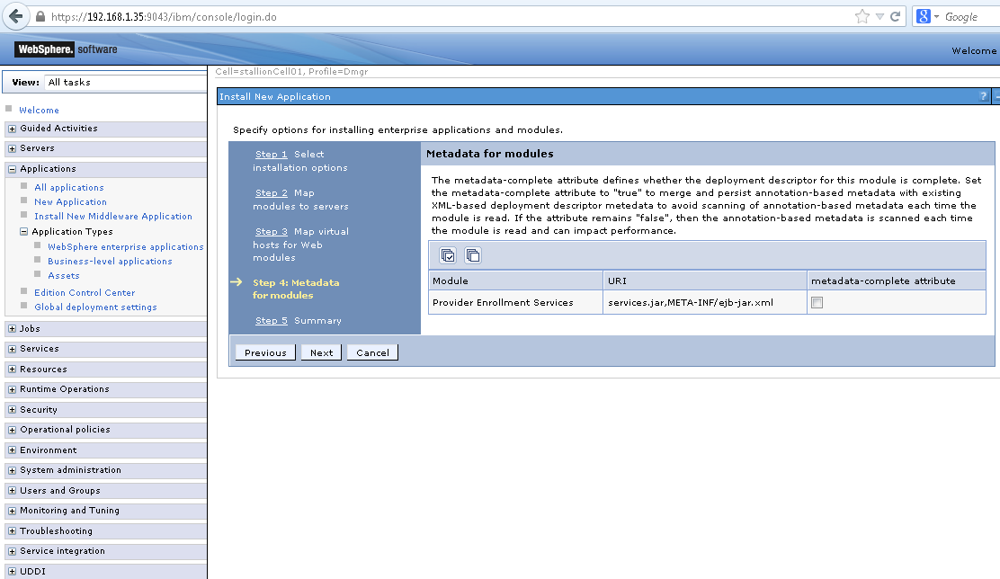 https://192.168.1.35:9043/ibm/console/login.do
Google
WebSphere. software
Welcome
View: All tasks
Welcome
Guided Activities
Servers
Applications
All applications
New Application
Install New Middleware Application
Application Types
WebSphere enterprise applications
Business-level applications
Assets
Edition Control Center
Global deployment settings
Jobs
Services
Resources
Runtime Operations
Security
Operational policies
Environment
System administration
Users and Groups
Monitoring and Tuning
Troubleshooting
Service integration
UDDI
Cell=stallionCell01, Profile=Dmgr
Install New Application
?
Specify options for installing enterprise applications and modules.
Step 1 Select
installation options
Step 2 Map
modules to servers
Step 3 Map virtual
hosts for Web
modules
Step 4: Metadata
for modules
Step 5 Summary
Metadata for modules
The metadata-complete attribute defines whether the deployment descriptor for this module is complete. Set
the metadata-complete attribute to "true" to merge and persist annotation-based metadata with existing
XML-based deployment descriptor metedata to avoid scanning of annotation-based metadata each time the
module is read. If the attribute remains "false", then the annotation-based metadata is scanned each time
the module is read and can impact performance.
Module URI metadata-complete attribute
Provider Enrollment Services services.jar,META-INF/ejb-jar.xml
Previous Next Cancel